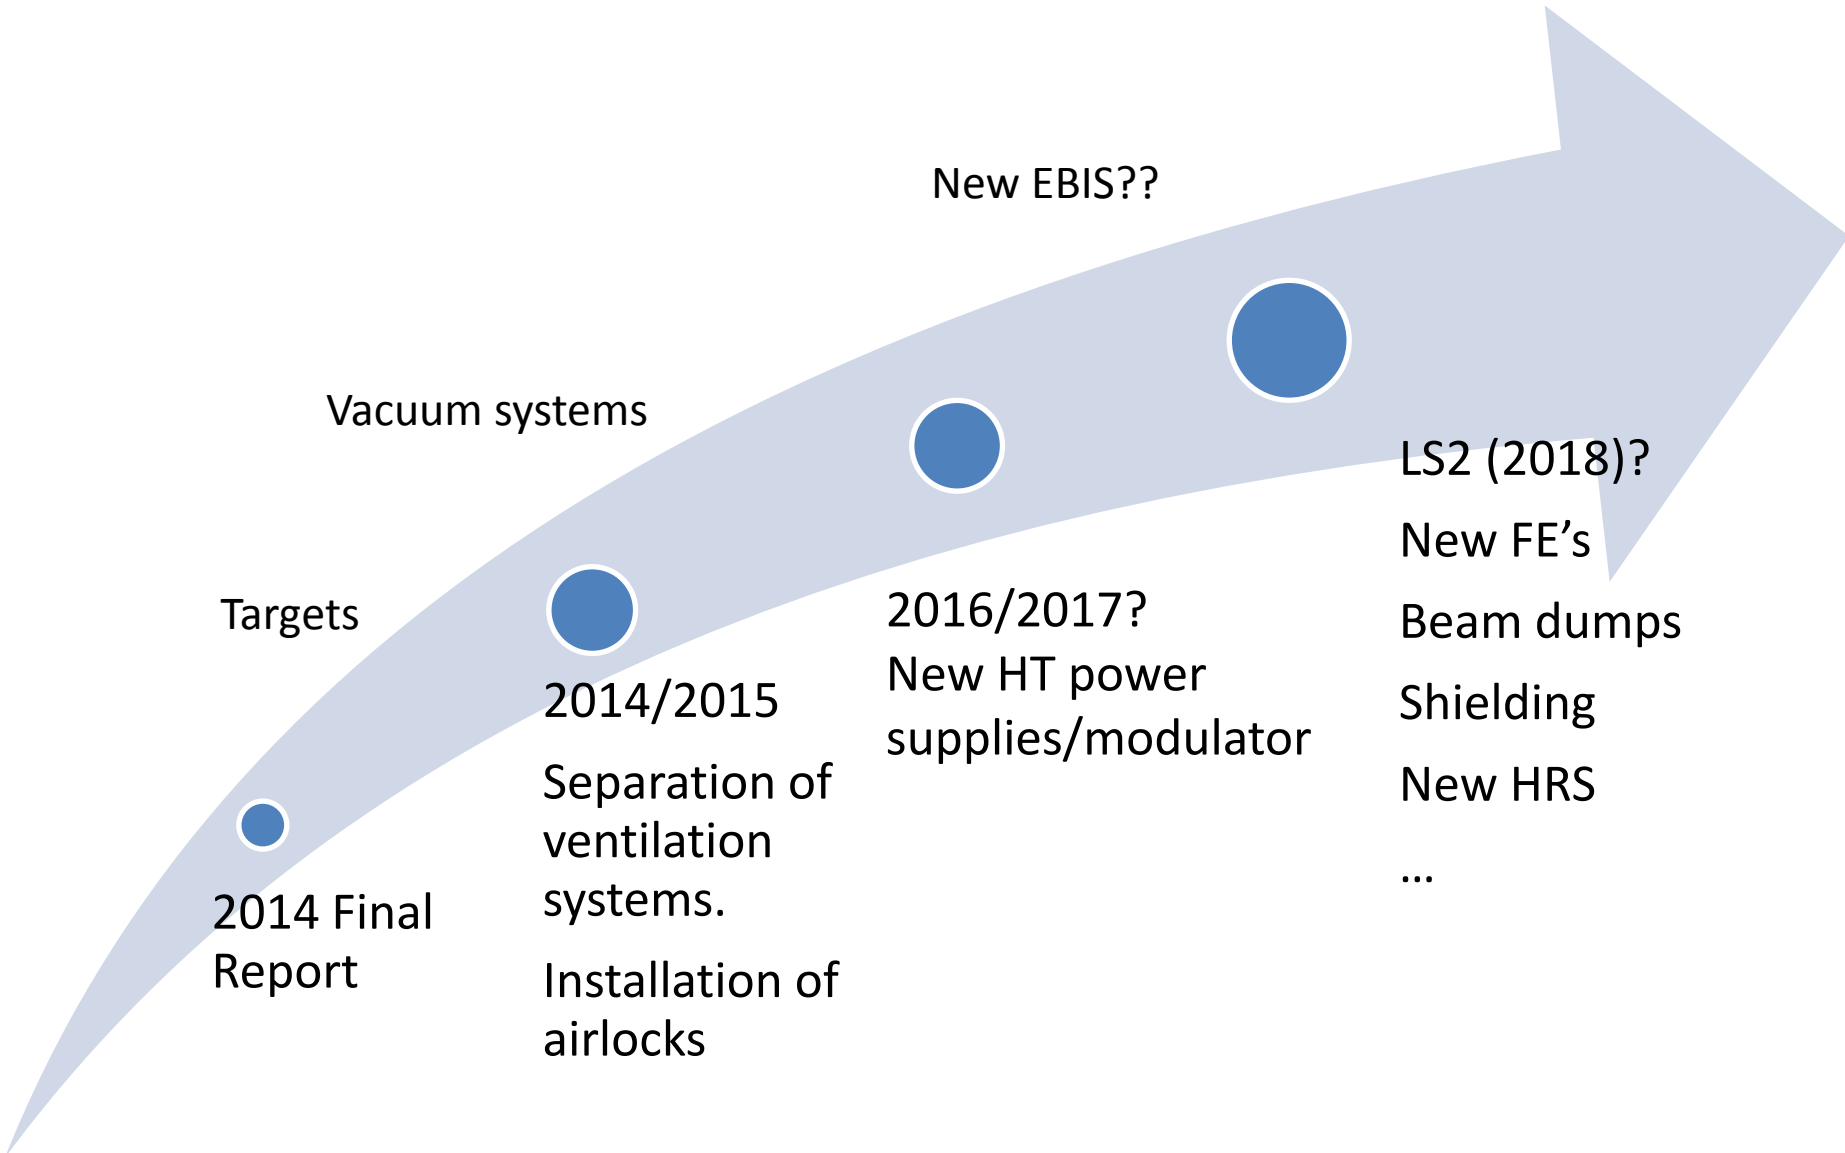 New EBIS??
Vacuum systems
Targets
2014 Final
Report
2014/2015
Separation of
ventilation
systems.
Installation of
airlocks
2016/2017?
New HT power
supplies/modulator
LS2 (2018)?
New FE’s
Beam dumps
Shielding
New HRS
…